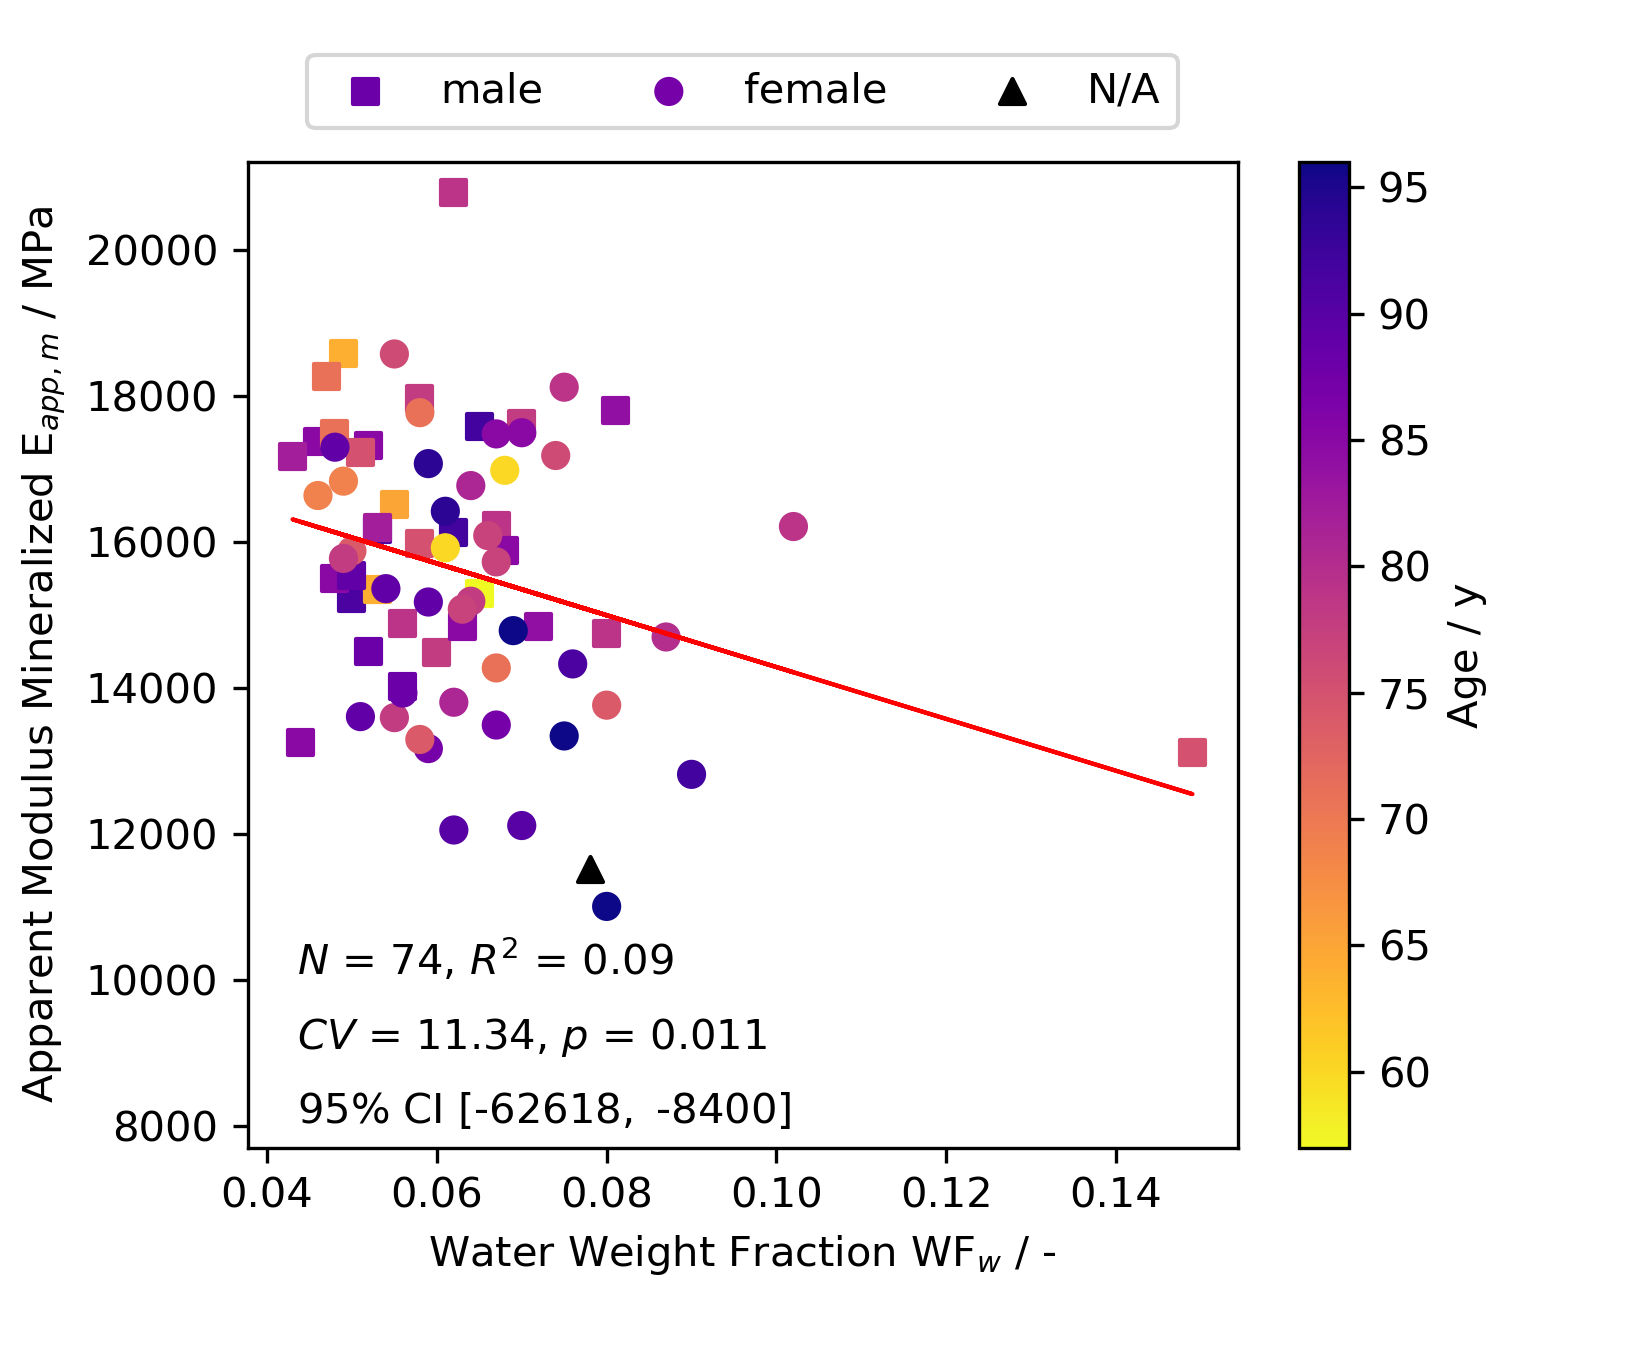 male female N/A
Apparent Modulus Mineralized E_app, m / MPa
20000
18000
16000
14000
12000
10000
8000
N = 74, R² = 0.09
CV = 11.34, p = 0.011
95% CI [-62618, -8400]
0.04 0.06 0.08 0.10 0.12 0.14
Water Weight Fraction WF_w / -
95
90
85
80
75
70
65
60
Age / y